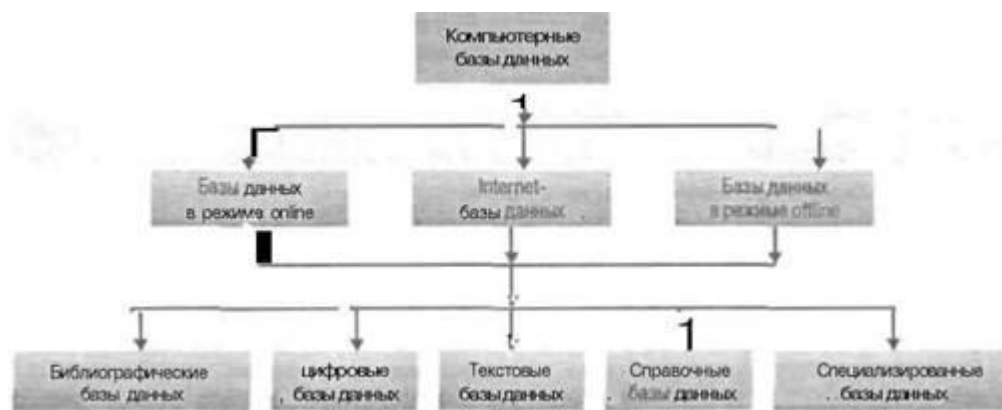 Компьютерные
базы данных
Базы данных
в режиме online
Internet-
базы данных
Базы данных
в режиме offline
Библиографические
базы данных
цифровые
базы данных
Текстовые
базы данных
Справочные
базы данных
Специализированные
базы данных